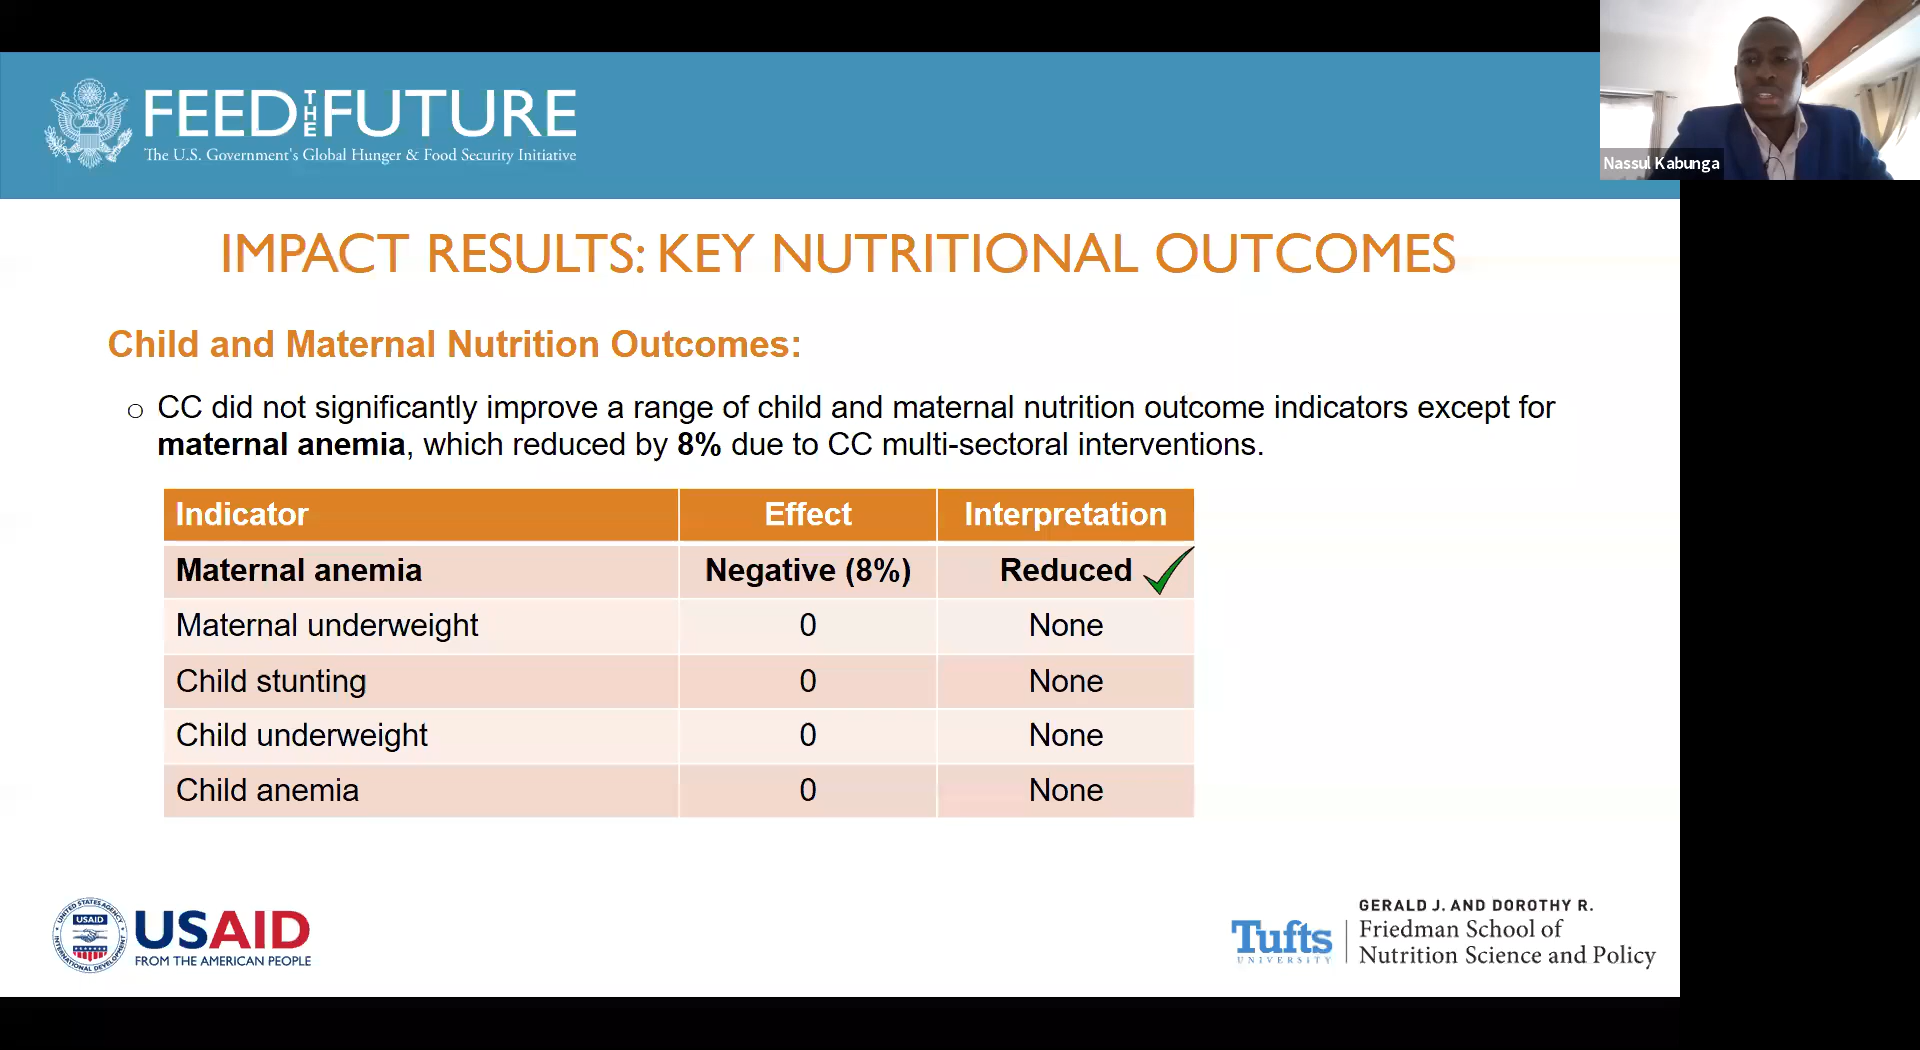 FEED THE FUTURE
The U.S. Government's Global Hunger & Food Security Initiative
Nassul Kabunga
IMPACT RESULTS: KEY NUTRITIONAL OUTCOMES
Child and Maternal Nutrition Outcomes:
o CC did not significantly improve a range of child and maternal nutrition outcome indicators except for
maternal anemia, which reduced by 8% due to CC multi-sectoral interventions.
Indicator Effect Interpretation
Maternal anemia Negative (8%) Reduced
Maternal underweight 0 None
Child stunting 0 None
Child underweight 0 None
Child anemia 0 None
UNITED STATES AGENCY
USAID
INTERNATIONAL DEVELOPMENT
USAID
FROM THE AMERICAN PEOPLE
Tufts
UNIVERSITY
GERALD J. AND DOROTHY R.
Friedman School of
Nutrition Science and Policy